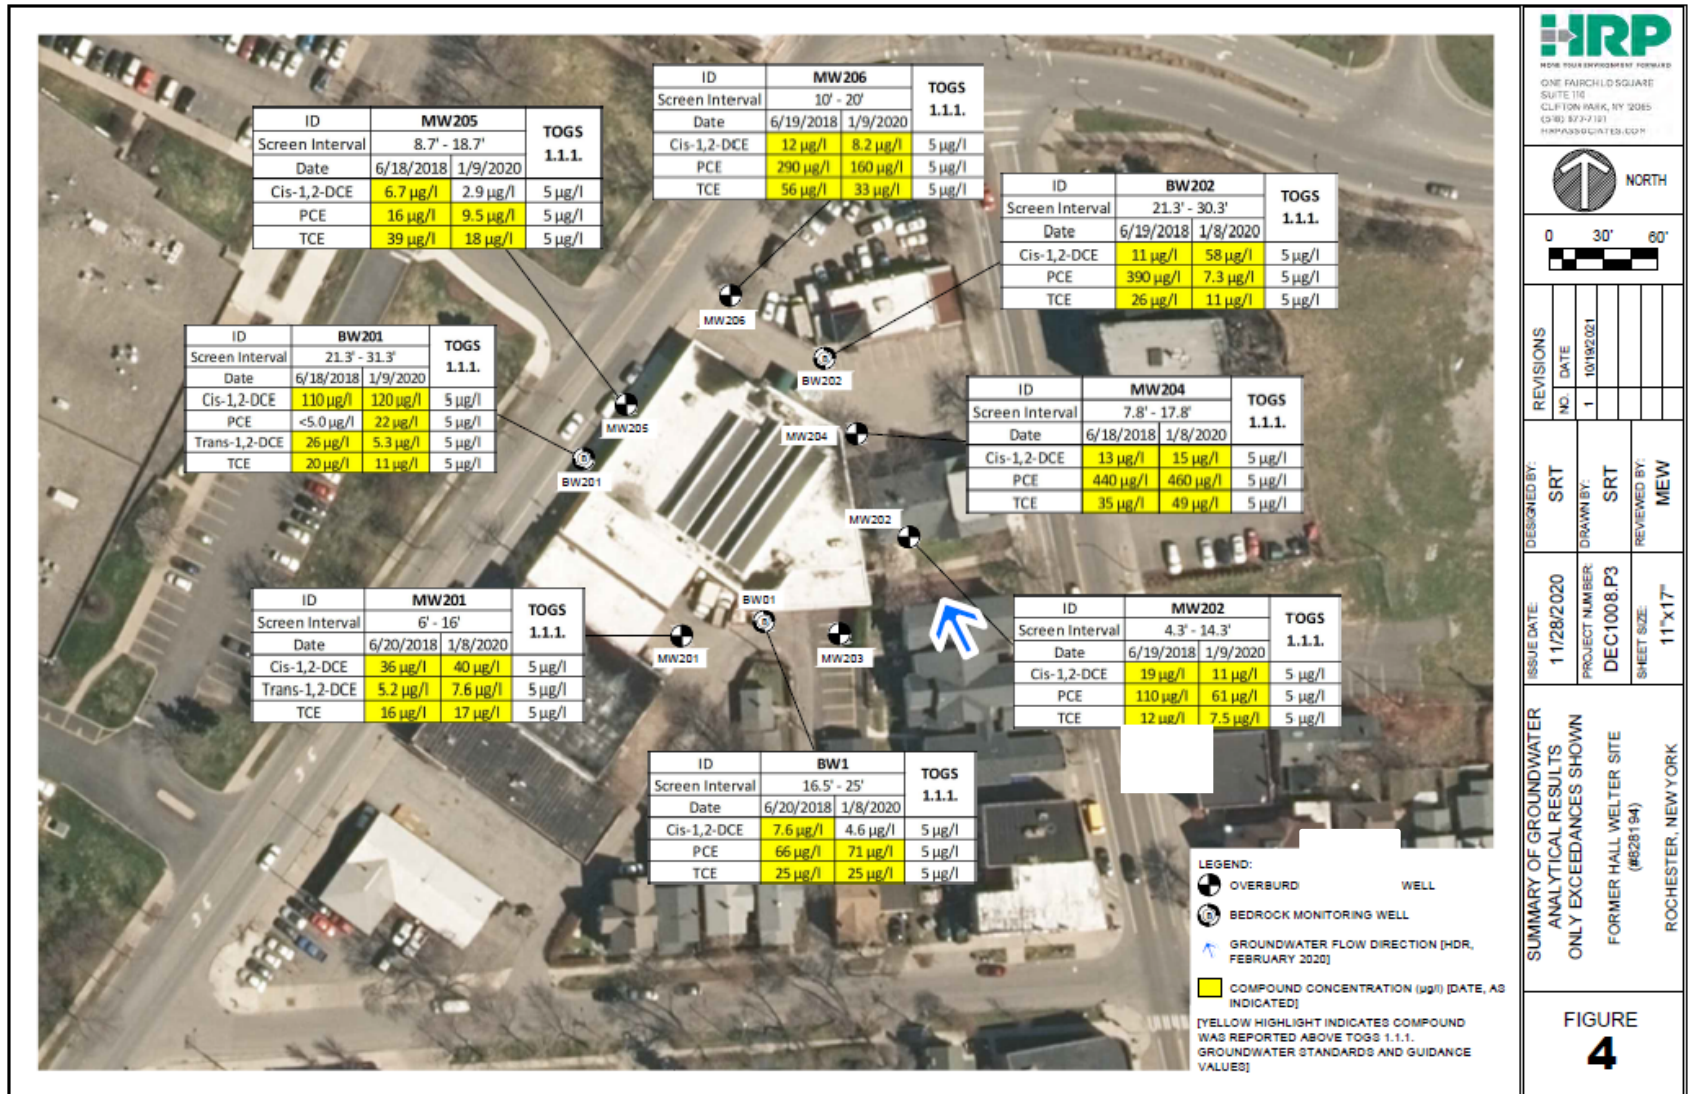 ID MW205 TOGS 1.1.1.
Screen Interval 8.7' - 18.7'
Date 6/18/2018 1/9/2020
Cis-1,2-DCE 6.7 µg/l 2.9 µg/l 5 µg/l
PCE 16 µg/l 9.5 µg/l 5 µg/l
TCE 39 µg/l 18 µg/l 5 µg/l
ID MW206 TOGS 1.1.1.
Screen Interval 10' - 20'
Date 6/19/2018 1/9/2020
Cis-1,2-DCE 12 µg/l 8.2 µg/l 5 µg/l
PCE 290 µg/l 160 µg/l 5 µg/l
TCE 56 µg/l 33 µg/l 5 µg/l
ID BW202 TOGS 1.1.1.
Screen Interval 21.3' - 30.3'
Date 6/19/2018 1/8/2020
Cis-1,2-DCE 11 µg/l 58 µg/l 5 µg/l
PCE 390 µg/l 7.3 µg/l 5 µg/l
TCE 26 µg/l 11 µg/l 5 µg/l
ID BW201 TOGS 1.1.1.
Screen Interval 21.3' - 31.3'
Date 6/18/2018 1/9/2020
Cis-1,2-DCE 110 µg/l 120 µg/l 5 µg/l
PCE <5.0 µg/l 22 µg/l 5 µg/l
Trans-1,2-DCE 26 µg/l 5.3 µg/l 5 µg/l
TCE 20 µg/l 11 µg/l 5 µg/l
ID MW204 TOGS 1.1.1.
Screen Interval 7.8' - 17.8'
Date 6/18/2018 1/8/2020
Cis-1,2-DCE 13 µg/l 15 µg/l 5 µg/l
PCE 440 µg/l 460 µg/l 5 µg/l
TCE 35 µg/l 49 µg/l 5 µg/l
ID MW201 TOGS 1.1.1.
Screen Interval 6' - 16'
Date 6/20/2018 1/8/2020
Cis-1,2-DCE 36 µg/l 40 µg/l 5 µg/l
Trans-1,2-DCE 5.2 µg/l 7.6 µg/l 5 µg/l
TCE 16 µg/l 17 µg/l 5 µg/l
ID MW202 TOGS 1.1.1.
Screen Interval 4.3' - 14.3'
Date 6/19/2018 1/9/2020
Cis-1,2-DCE 19 µg/l 11 µg/l 5 µg/l
PCE 110 µg/l 61 µg/l 5 µg/l
TCE 12 µg/l 7.5 µg/l 5 µg/l
ID BW1 TOGS 1.1.1.
Screen Interval 16.5' - 25'
Date 6/20/2018 1/8/2020
Cis-1,2-DCE 7.6 µg/l 4.6 µg/l 5 µg/l
PCE 66 µg/l 71 µg/l 5 µg/l
TCE 25 µg/l 25 µg/l 5 µg/l
MW206
BW202
MW205
MW204
BW201
MW202
BW01
MW201
MW203
LEGEND:
OVERBURD WELL
BEDROCK MONITORING WELL
GROUNDWATER FLOW DIRECTION [HDR,
FEBRUARY 2020]
COMPOUND CONCENTRATION (µg/l) [DATE, AS
INDICATED]
[YELLOW HIGHLIGHT INDICATES COMPOUND
WAS REPORTED ABOVE TOGS 1.1.1.
GROUNDWATER STANDARDS AND GUIDANCE
VALUES]
HRP
MOVE YOUR ENVIRONMENT FORWARD
ONE FAIRCHILD SQUARE
SUITE 110
CLIFTON PARK, NY 12065
(518) 877-7101
HRPASSOCIATES.COM
NORTH
0 30' 60'
REVISIONS
NO. DATE
1 10/19/2021
DESIGNED BY:
SRT
DRAWN BY:
SRT
REVIEWED BY:
MEW
ISSUE DATE:
11/28/2020
PROJECT NUMBER:
DEC1008.P3
SHEET SIZE:
11"x17"
SUMMARY OF GROUNDWATER
ANALYTICAL RESULTS
ONLY EXCEEDANCES SHOWN
FORMER HALL WELTER SITE
(#828194)
ROCHESTER, NEW YORK
FIGURE
4